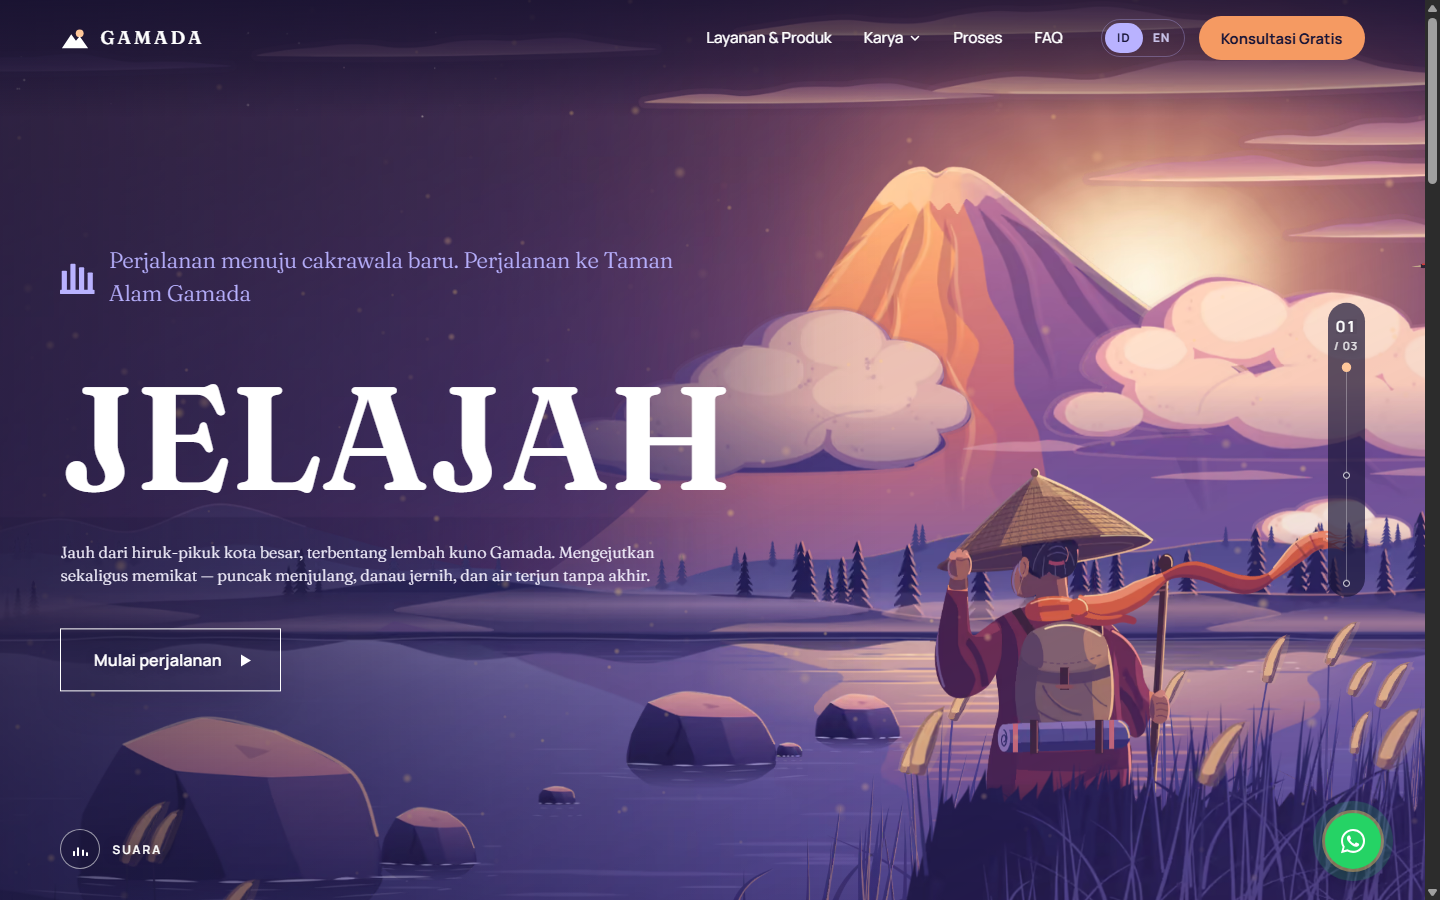 GAMADA
Layanan & Produk
Karya
Proses
FAQ
ID
EN
Konsultasi Gratis
Perjalanan menuju cakrawala baru. Perjalanan ke Taman
Alam Gamada
01
/ 03
JELAJAH
Jauh dari hiruk-pikuk kota besar, terbentang lembah kuno Gamada. Mengejutkan
sekaligus memikat — puncak menjulang, danau jernih, dan air terjun tanpa akhir.
Mulai perjalanan
SUARA